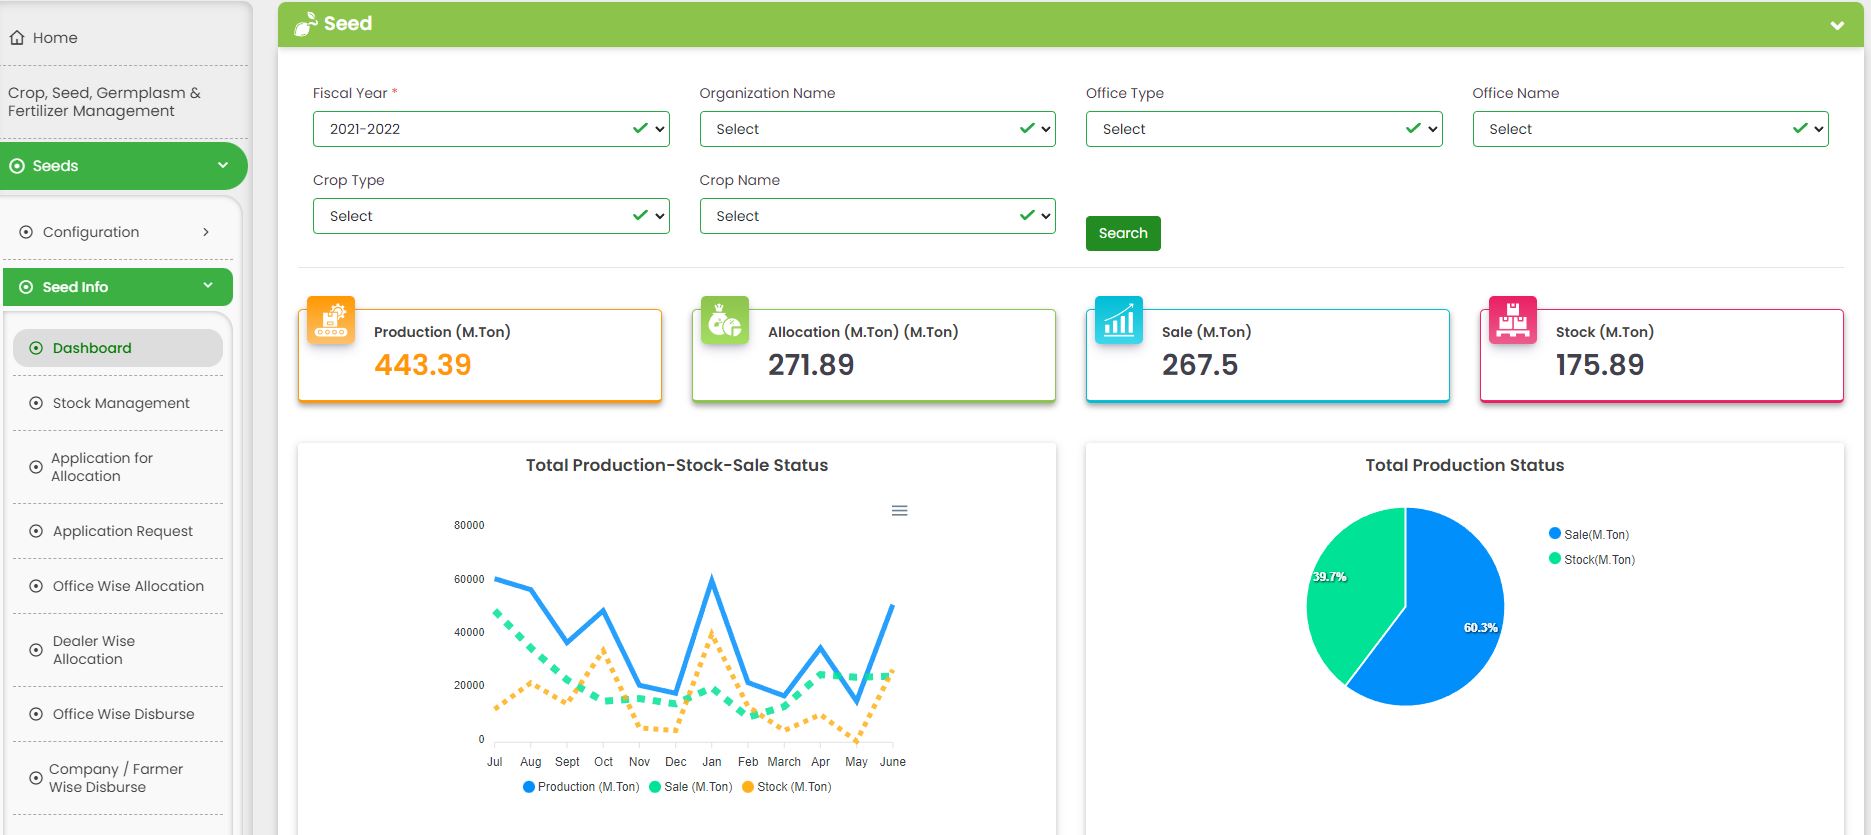 Home
Crop, Seed, Germplasm &
Fertilizer Management
Seeds
Configuration
Seed Info
Dashboard
Stock Management
Application for
Allocation
Application Request
Office Wise Allocation
Dealer Wise
Allocation
Office Wise Disburse
Company / Farmer
Wise Disburse
Seed
Fiscal Year *
Organization Name
Office Type
Office Name
2021-2022
Select
Select
Select
Crop Type
Crop Name
Select
Select
Search
Production (M.Ton)
443.39
Allocation (M.Ton) (M.Ton)
271.89
Sale (M.Ton)
267.5
Stock (M.Ton)
175.89
Total Production-Stock-Sale Status
80000
60000
40000
20000
0
Jul Aug Sept Oct Nov Dec Jan Feb March Apr May June
Production (M.Ton) Sale (M.Ton) Stock (M.Ton)
Total Production Status
39.7%
60.3%
Sale(M.Ton)
Stock(M.Ton)